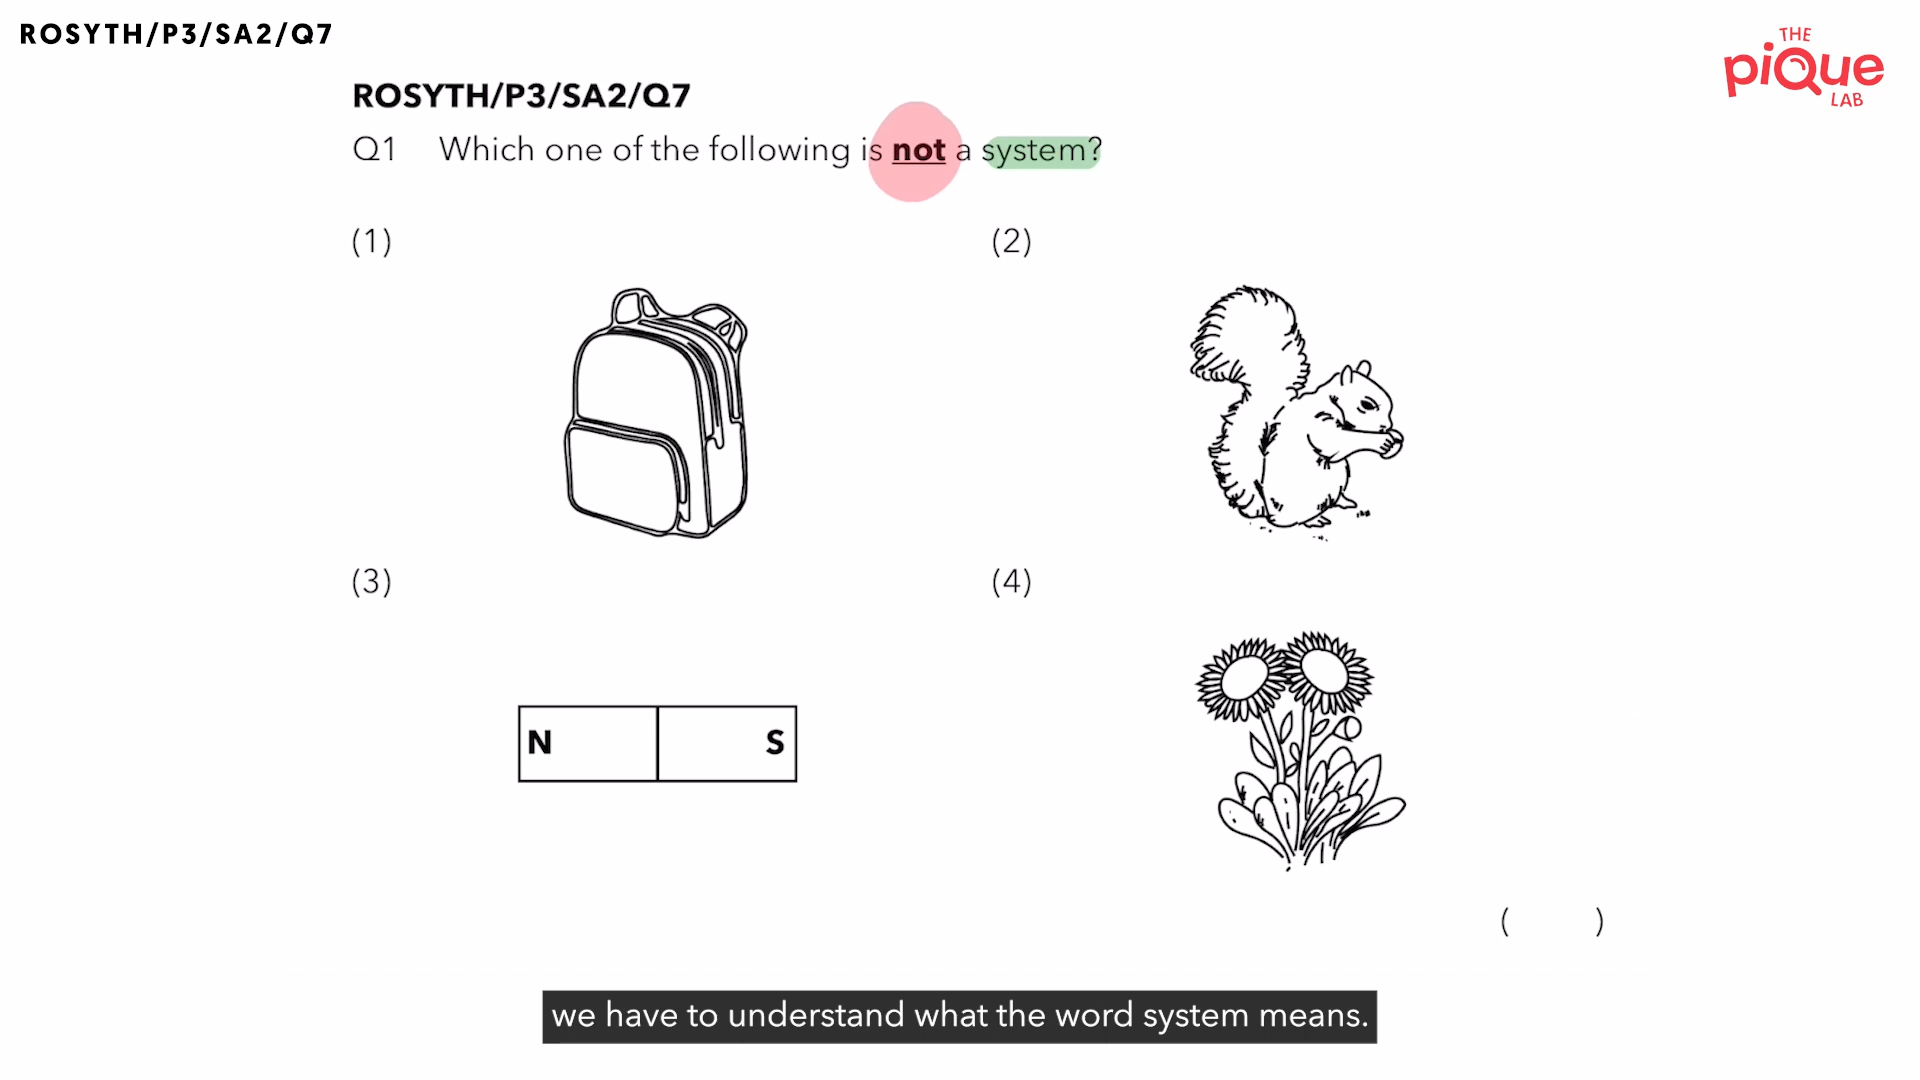 ROSYTH/P3/SA2/Q7
THE
piQue
LAB
ROSYTH/P3/SA2/Q7
Q1 Which one of the following is not a system?
(1)
(2)
(3)
(4)
N S
( )
we have to understand what the word system means.